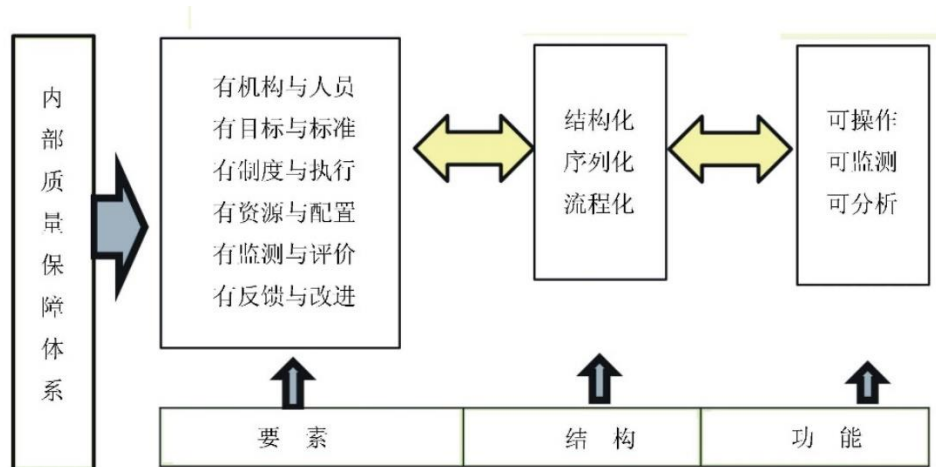 内部质量保障体系
有机构与人员
有目标与标准
有制度与执行
有资源与配置
有监测与评价
有反馈与改进
结构化
序列化
流程化
可操作
可监测
可分析
要素
结构
功能